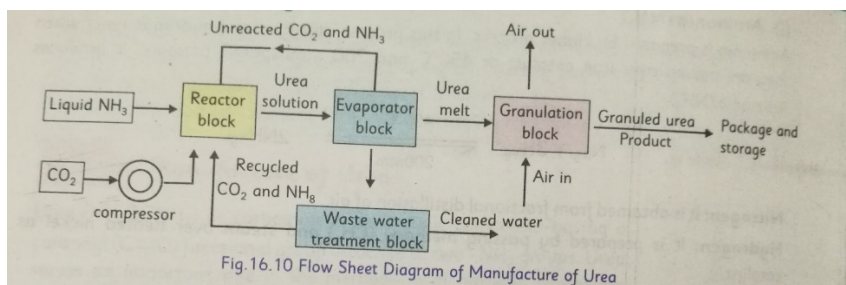 Unreacted CO₂ and NH₃
Air out
Liquid NH₃
Reactor
block
Urea
solution
Evaporator
block
Urea
melt
Granulation
block
Granuled urea
Product
Package and
storage
CO₂
compressor
Recycled
CO₂ and NH₈
Air in
Waste water
treatment block
Cleaned water
Fig.16.10 Flow Sheet Diagram of Manufacture of Urea